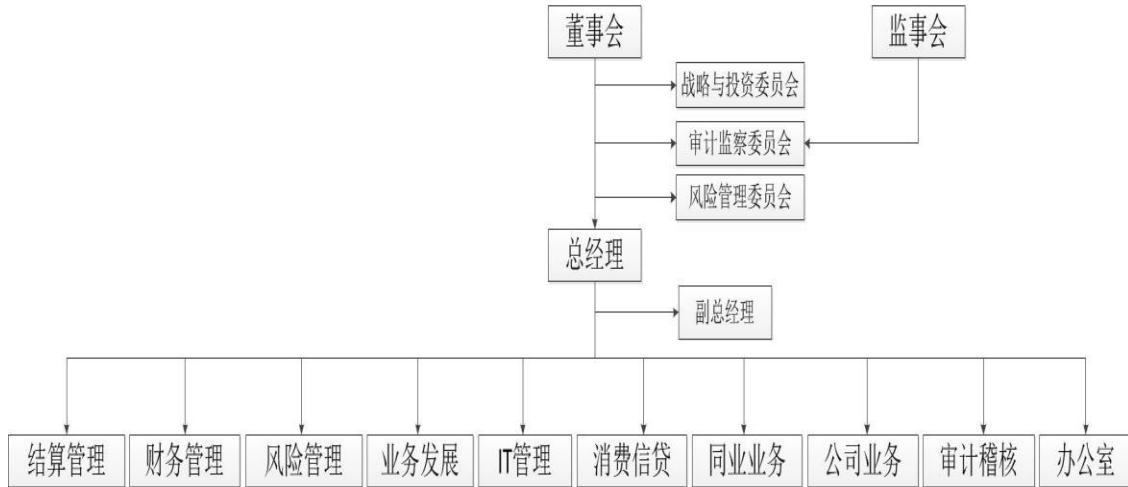 董事会
监事会
战略与投资委员会
审计监察委员会
风险管理委员会
总经理
副总经理
结算管理
财务管理
风险管理
业务发展
IT管理
消费信贷
同业业务
公司业务
审计稽核
办公室